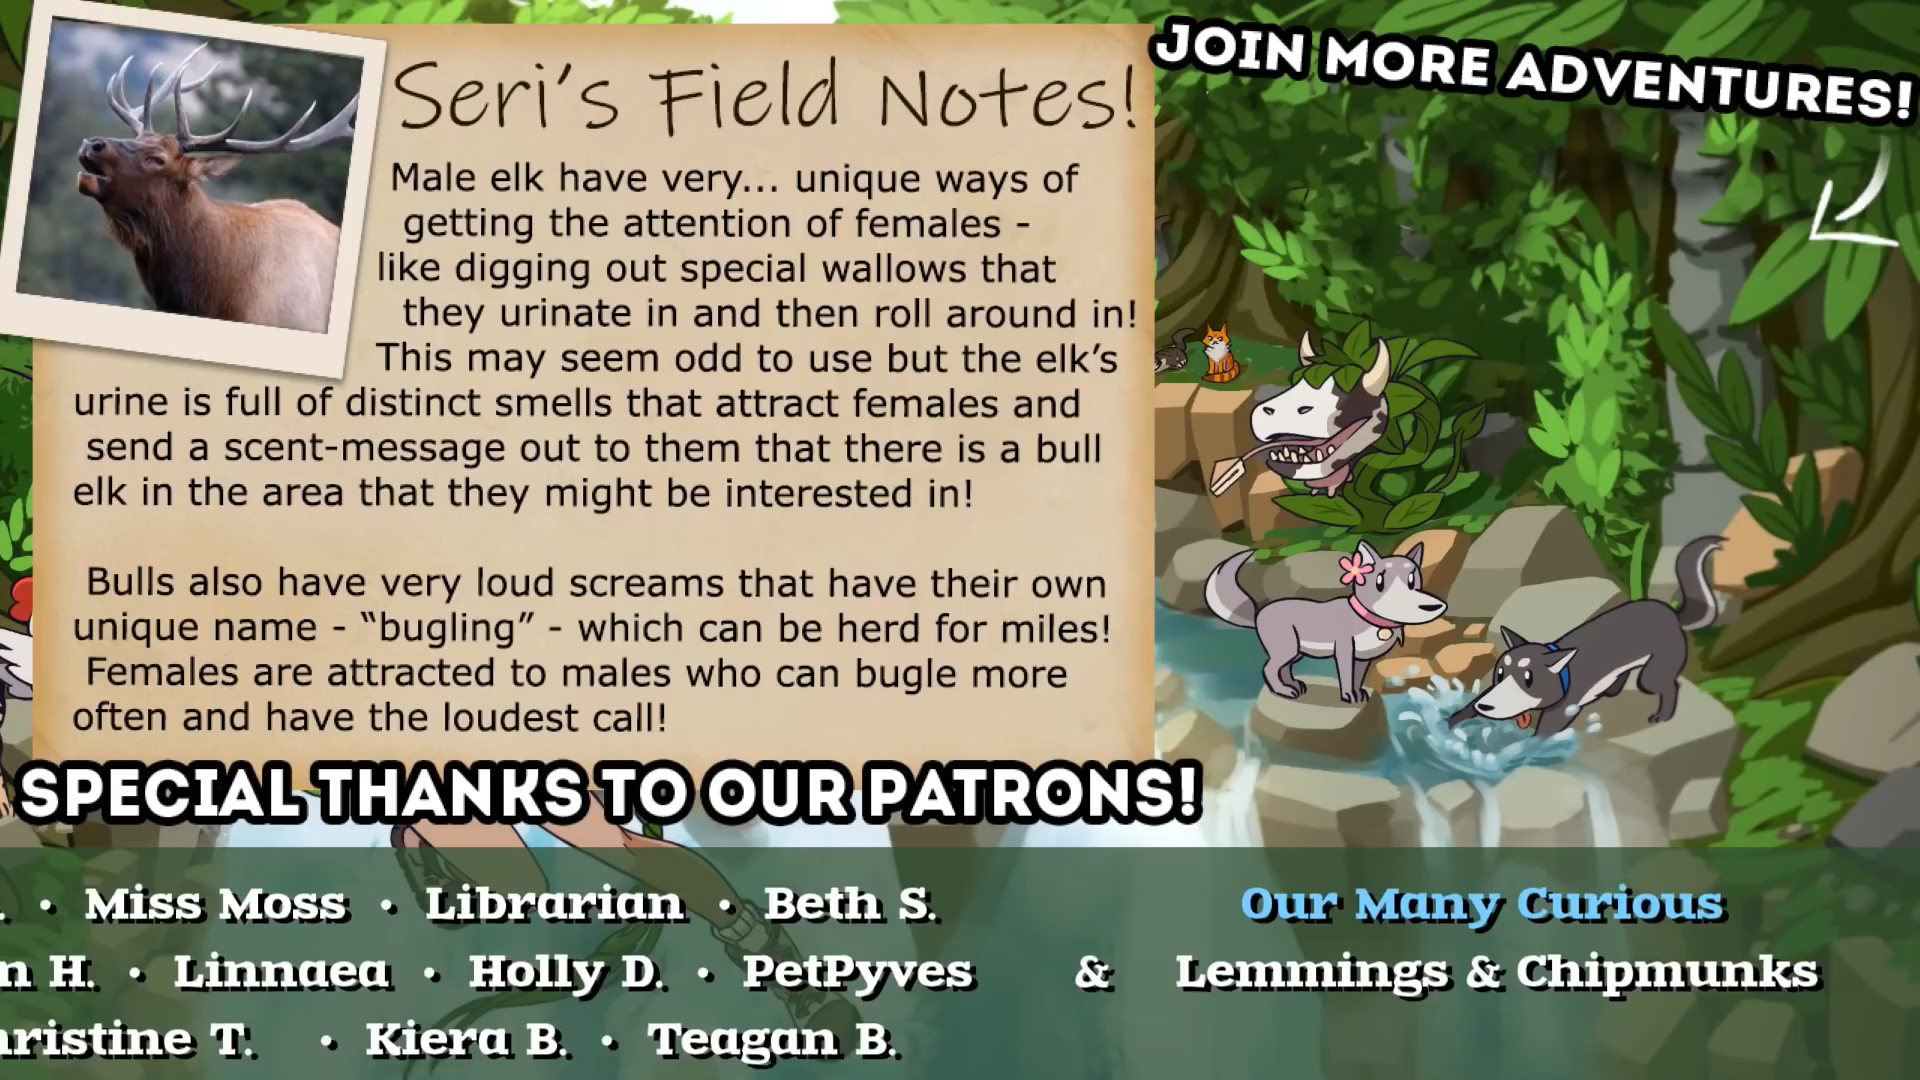 Seri's Field Notes!
JOIN MORE ADVENTURES!
Male elk have very... unique ways of
getting the attention of females -
like digging out special wallows that
they urinate in and then roll around in!
This may seem odd to use but the elk's
urine is full of distinct smells that attract females and
send a scent-message out to them that there is a bull
elk in the area that they might be interested in!
Bulls also have very loud screams that have their own
unique name - “bugling” - which can be herd for miles!
Females are attracted to males who can bugle more
often and have the loudest call!
SPECIAL THANKS TO OUR PATRONS!
• Miss Moss • Librarian • Beth S.
Our Many Curious
H. • Linnaea • Holly D. • PetPyves
& Lemmings & Chipmunks
T. • Kiera B. • Teagan B.